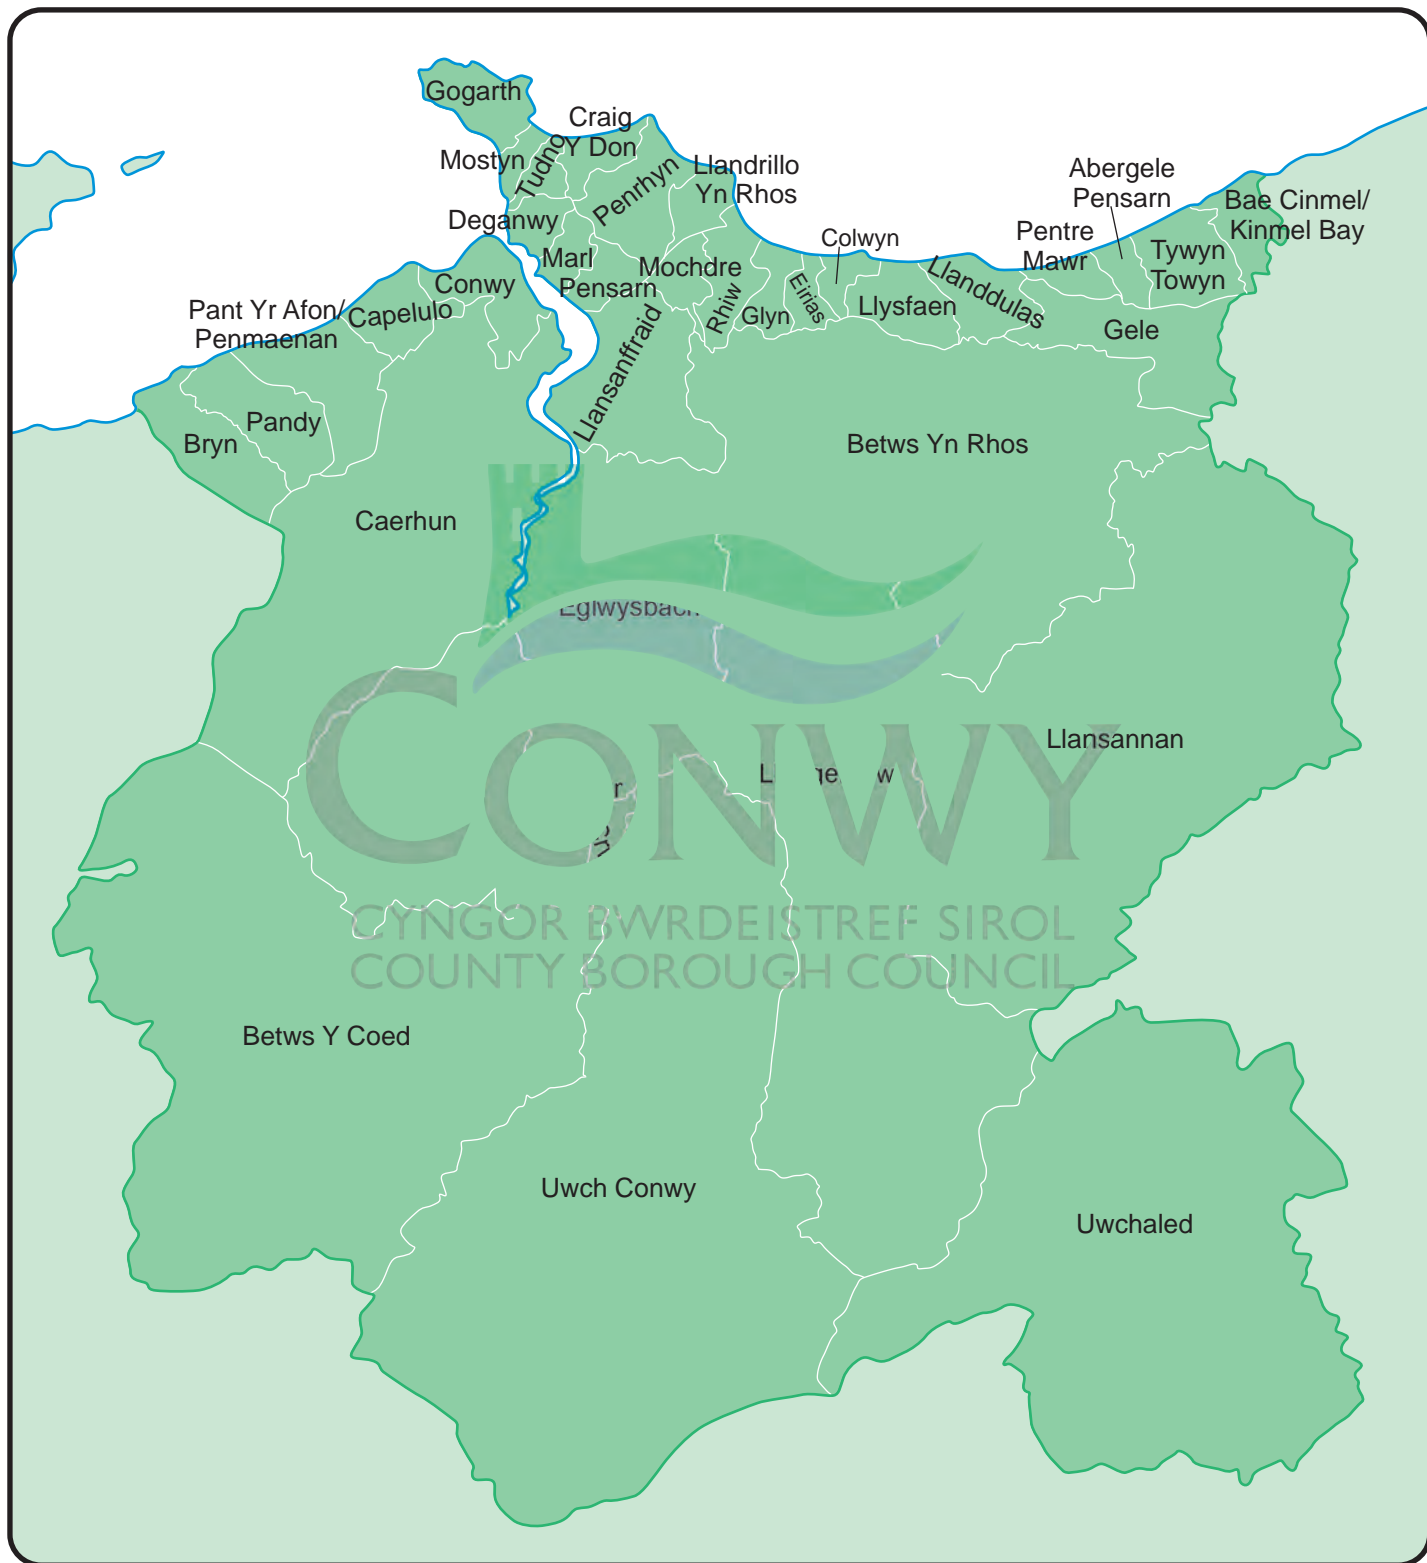 Gogarth
Craig
Y Don
Mostyn
Tudno
Penrhyn
Llandrillo
Yn Rhos
Abergele
Pensarn
Bae Cinmel/
Kinmel Bay
Deganwy
Colwyn
Pentre
Mawr
Tywyn
Towyn
Marl
Pensarn
Mochdre
Conwy
Eirias
Llanddulas
Pant Yr Afon/
Penmaenan
Capelulo
Rhiw
Glyn
Llysfaen
Gele
Llansanffraid
Bryn
Pandy
Betws Yn Rhos
Caerhun
Eglwysbach
CONWY
Llansannan
CYNGOR BWRDEISTREF SIROL
COUNTY BOROUGH COUNCIL
Betws Y Coed
Uwch Conwy
Uwchaled